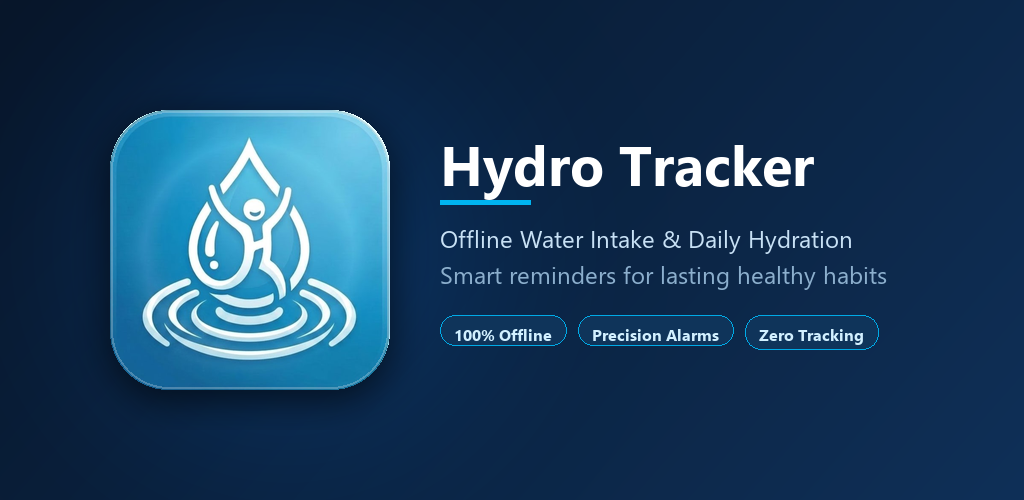 Hydro Tracker
Offline Water Intake & Daily Hydration
Smart reminders for lasting healthy habits
100% Offline Precision Alarms Zero Tracking